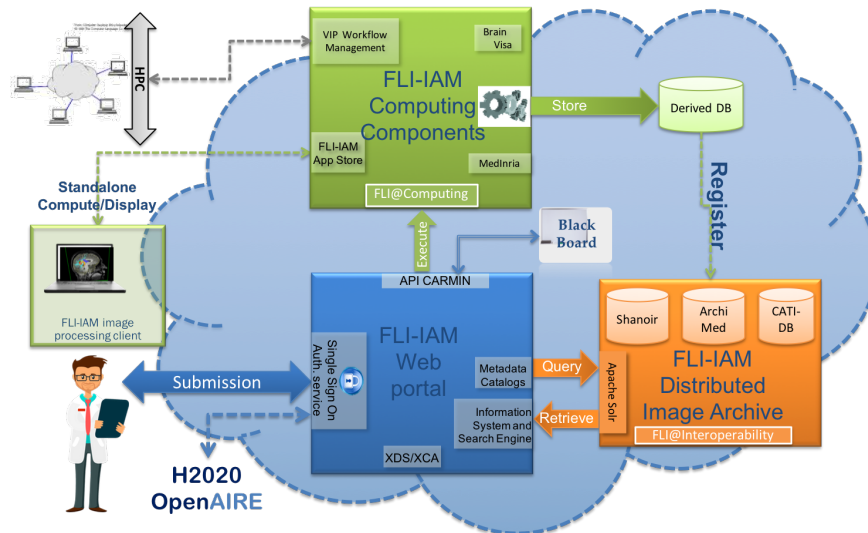 HPC
VIP Workflow
Management
Brain
Visa
FLI-IAM
Computing
Components
FLI-IAM
App Store
MedInria
FLI@Computing
Store
Derived DB
Register
Standalone
Compute/Display
FLI-IAM image
processing client
Execute
Black
Board
API CARMIN
FLI-IAM
Web
portal
Single Sign On
Auth. service
Metadata
Catalogs
Information
System and
Search Engine
XDS/XCA
Submission
Query
Retrieve
Shanoir
Archi
Med
CATI-
DB
Apache Solr
FLI-IAM
Distributed
Image Archive
FLI@Interoperability
H2020
OpenAIRE